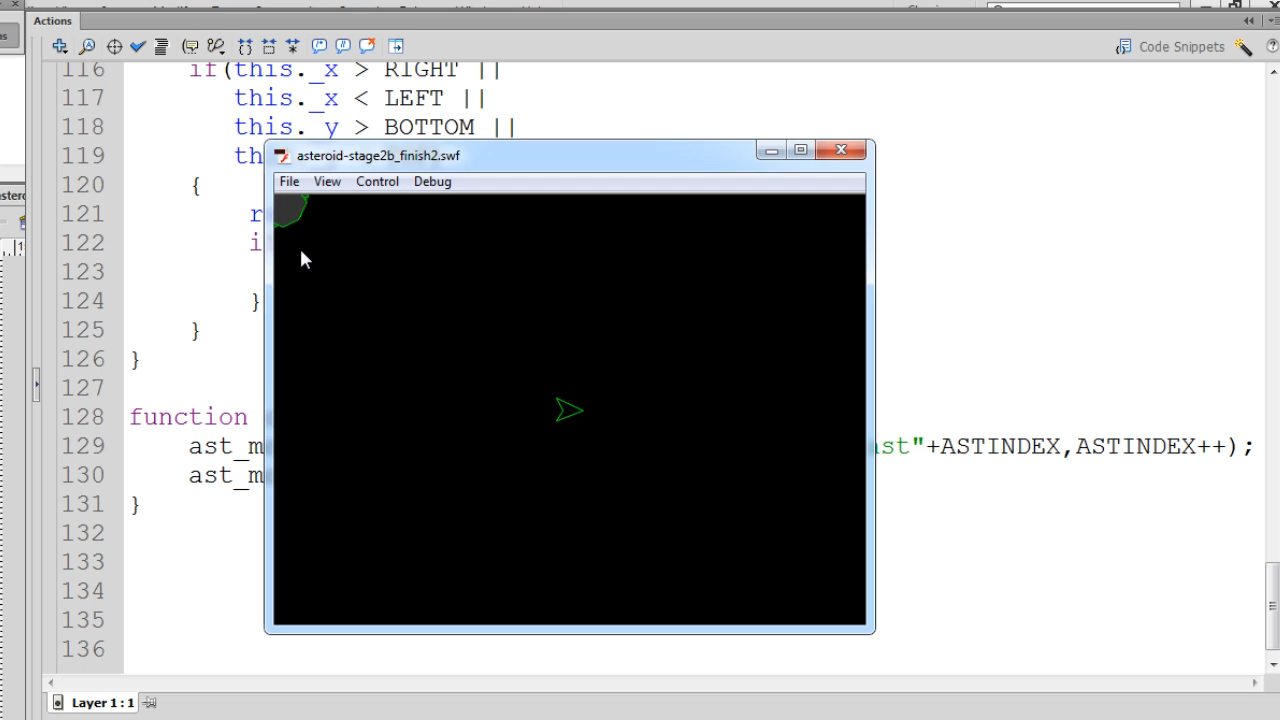 Actions
Code Snippets
116 if(this._x > RIGHT ||
117 this._x < LEFT ||
118 this._y > BOTTOM ||
119 th
asteroid-stage2b_finish2.swf
File View Control Debug
120 {
121 r
122 i
123
124 }
125 }
126 }
127
128 function
129 ast_m ast"+ASTINDEX,ASTINDEX++);
130 ast_m
131 }
132
133
134
135
136
Layer 1 : 1